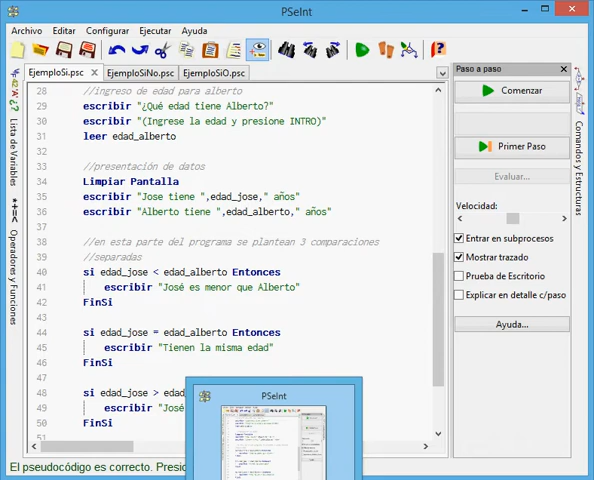 PSeInt
Archivo Editar Configurar Ejecutar Ayuda
EjemploSi.psc EjemploSiNo.psc EjemploSiO.psc
Lista de Variables
Operadores y Funciones
28 //ingreso de edad para alberto
29 escribir "¿Qué edad tiene Alberto?"
30 escribir "(Ingrese la edad y presione INTRO)"
31 leer edad_alberto
32
33 //presentación de datos
34 Limpiar Pantalla
35 escribir "Jose tiene ",edad_jose," años"
36 escribir "Alberto tiene ",edad_alberto," años"
37
38 //en esta parte del programa se plantean 3 comparaciones
39 //separadas
40 si edad_jose < edad_alberto Entonces
41 escribir "José es menor que Alberto"
42 FinSi
43
44 si edad_jose = edad_alberto Entonces
45 escribir "Tienen la misma edad"
46 FinSi
47
48 si edad_jose >
49 escribir "José
50 FinSi
51
El pseudocódigo es correcto. Presio
PSeInt
Paso a paso
Comenzar
Primer Paso
Evaluar...
Velocidad:
Entrar en subprocesos
Mostrar trazado
Prueba de Escritorio
Explicar en detalle c/paso
Ayuda...
Comandos y Estructuras